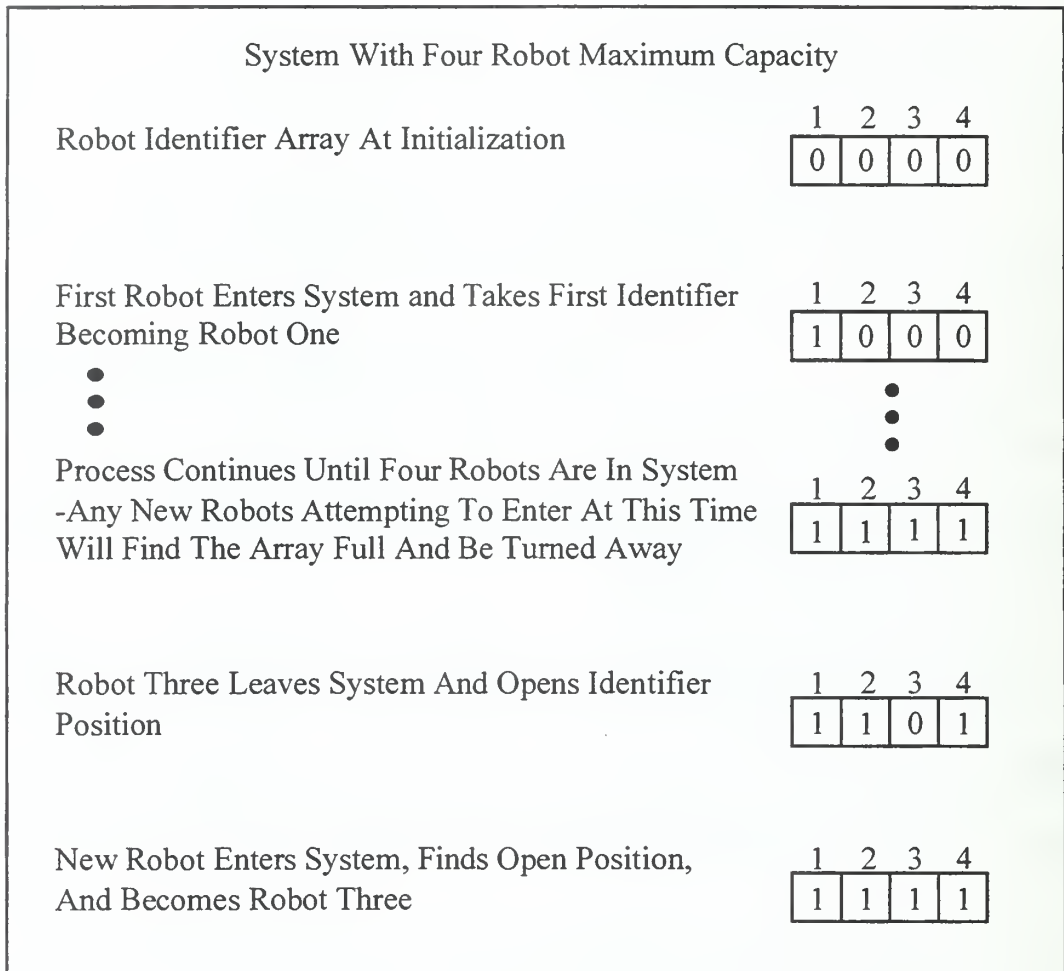 System With Four Robot Maximum Capacity
Robot Identifier Array At Initialization
1 2 3 4
0 0 0 0
First Robot Enters System and Takes First Identifier
Becoming Robot One
1 2 3 4
1 0 0 0
Process Continues Until Four Robots Are In System
-Any New Robots Attempting To Enter At This Time
Will Find The Array Full And Be Turned Away
1 2 3 4
1 1 1 1
Robot Three Leaves System And Opens Identifier
Position
1 2 3 4
1 1 0 1
New Robot Enters System, Finds Open Position,
And Becomes Robot Three
1 2 3 4
1 1 1 1